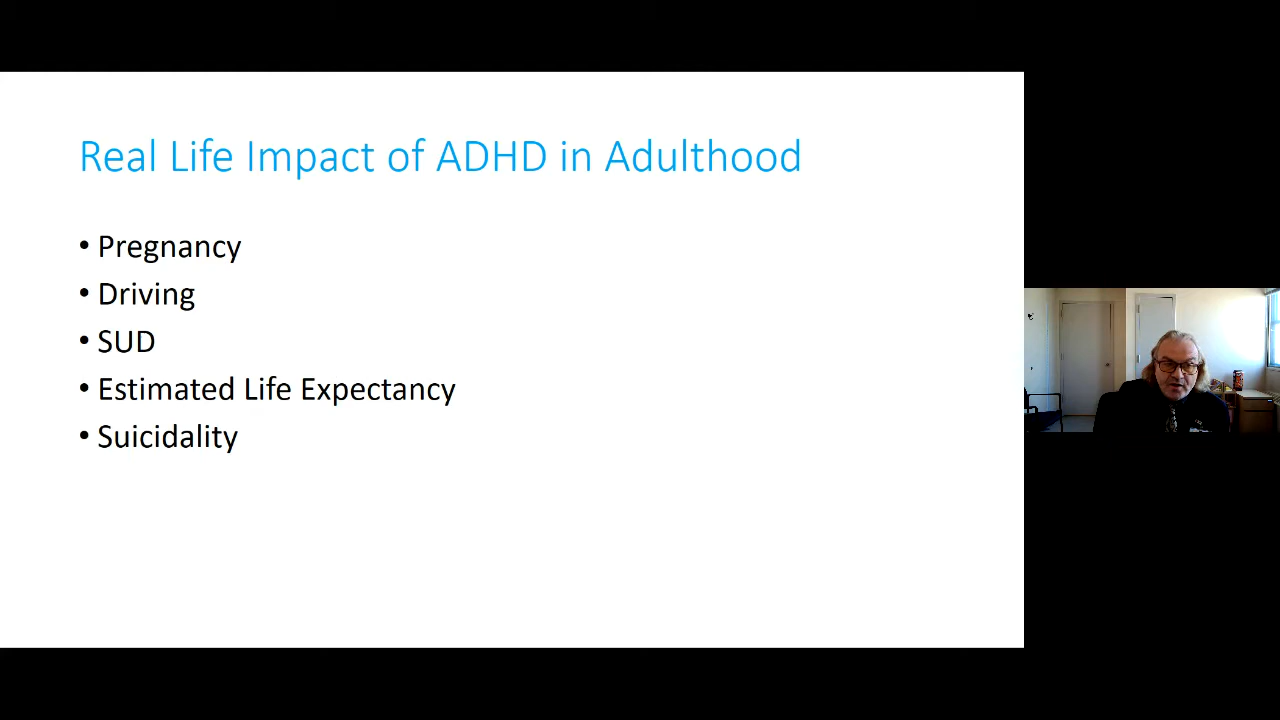 Real Life Impact of ADHD in Adulthood
• Pregnancy
• Driving
• SUD
• Estimated Life Expectancy
• Suicidality